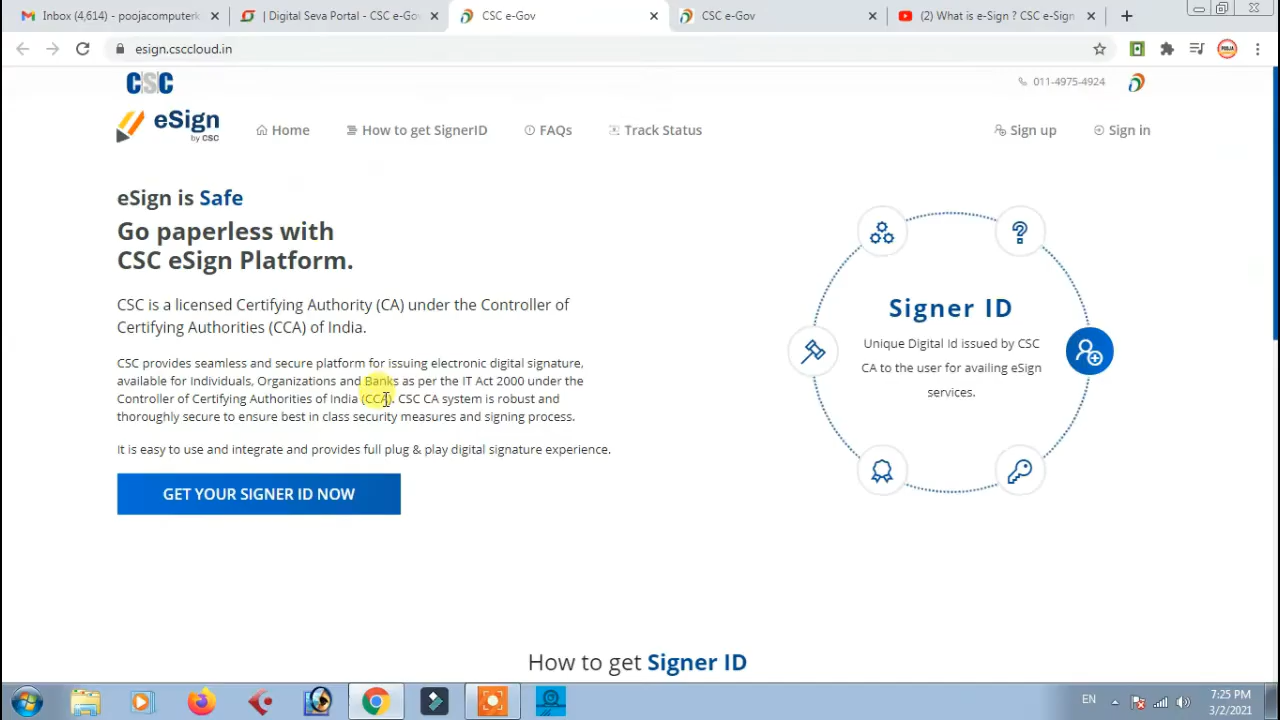 Inbox (4,614) - poojacomputerk
| Digital Seva Portal - CSC e-Gov
CSC e-Gov
CSC e-Gov
(2) What is e-Sign ? CSC e-Sign
esign.csccloud.in
CSC
011-4975-4924
eSign
by csc
Home
How to get SignerID
FAQs
Track Status
Sign up
Sign in
eSign is Safe
Go paperless with
CSC eSign Platform.
CSC is a licensed Certifying Authority (CA) under the Controller of
Certifying Authorities (CCA) of India.
CSC provides seamless and secure platform for issuing electronic digital signature,
available for Individuals, Organizations and Banks as per the IT Act 2000 under the
Controller of Certifying Authorities of India (CCA). CSC CA system is robust and
thoroughly secure to ensure best in class security measures and signing process.
It is easy to use and integrate and provides full plug & play digital signature experience.
GET YOUR SIGNER ID NOW
Signer ID
Unique Digital Id issued by CSC
CA to the user for availing eSign
services.
How to get Signer ID
EN
7:25 PM
3/2/2021